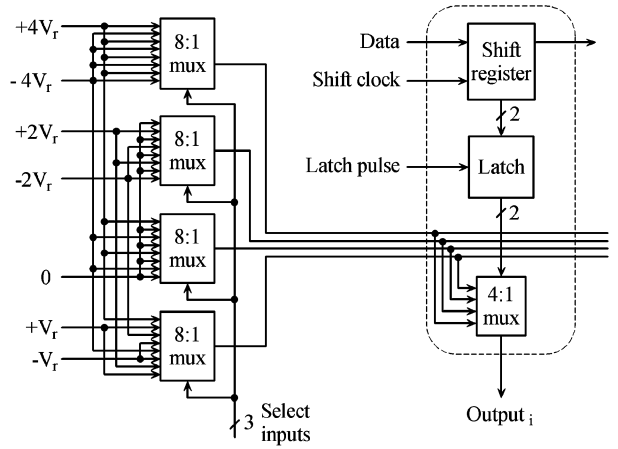 +4Vr
- 4Vr
+2Vr
-2Vr
0
+Vr
-Vr
8:1
mux
8:1
mux
8:1
mux
8:1
mux
3
Select
inputs
Data
Shift clock
Latch pulse
Shift
register
2
Latch
2
4:1
mux
Output i